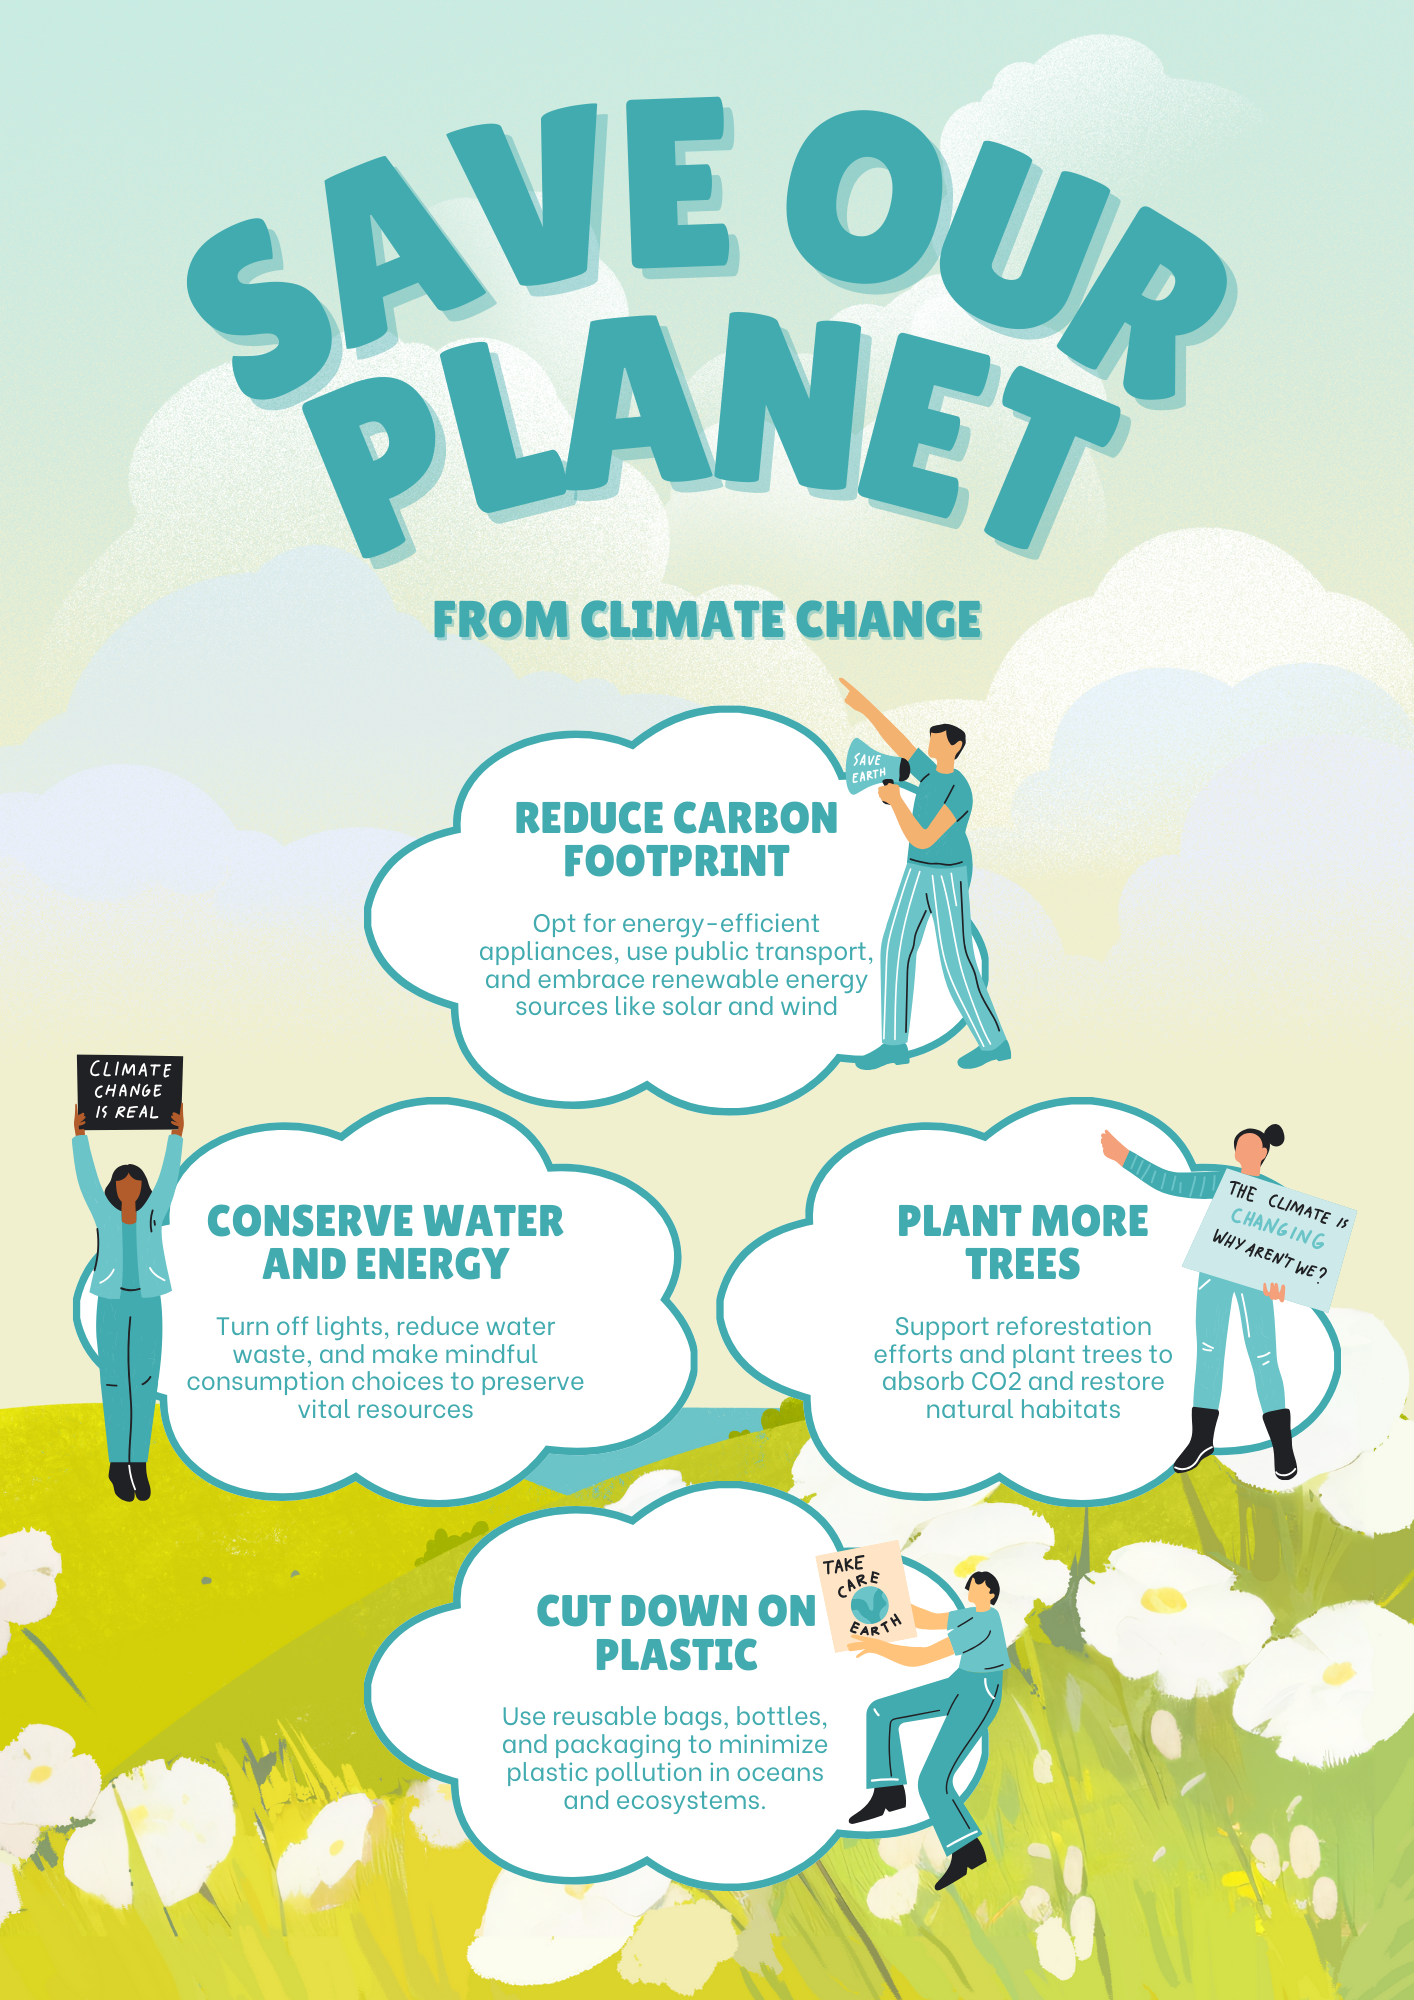 SAVE OUR
PLANET
FROM CLIMATE CHANGE
SAVE
EARTH
REDUCE CARBON
FOOTPRINT
Opt for energy-efficient
appliances, use public transport,
and embrace renewable energy
sources like solar and wind
CLIMATE
CHANGE
IS REAL
CONSERVE WATER
AND ENERGY
Turn off lights, reduce water
waste, and make mindful
consumption choices to preserve
vital resources
PLANT MORE
TREES
Support reforestation
efforts and plant trees to
absorb CO2 and restore
natural habitats
THE CLIMATE IS
CHANGING
WHY AREN'T WE?
CUT DOWN ON
PLASTIC
Use reusable bags, bottles,
and packaging to minimize
plastic pollution in oceans
and ecosystems.
TAKE
CARE
EARTH